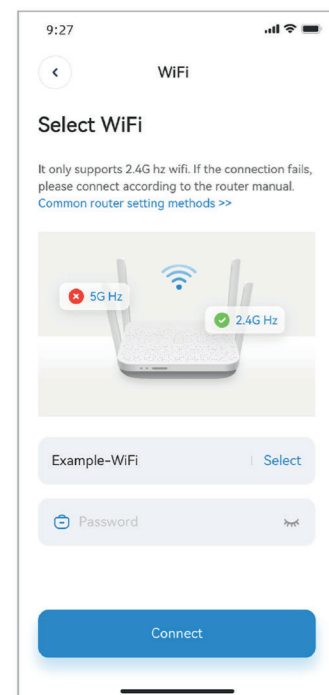 9:27
WiFi
Select WiFi
It only supports 2.4G hz wifi. If the connection fails,
please connect according to the router manual.
Common router setting methods >>
5G Hz
2.4G Hz
Example-WiFi
Select
Password
Connect